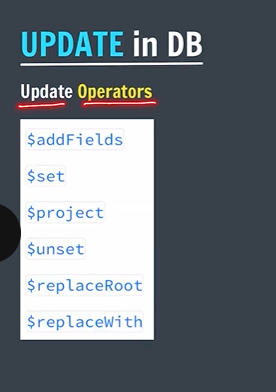 UPDATE in DB
Update Operators
$addFields
$set
$project
$unset
$replaceRoot
$replaceWith